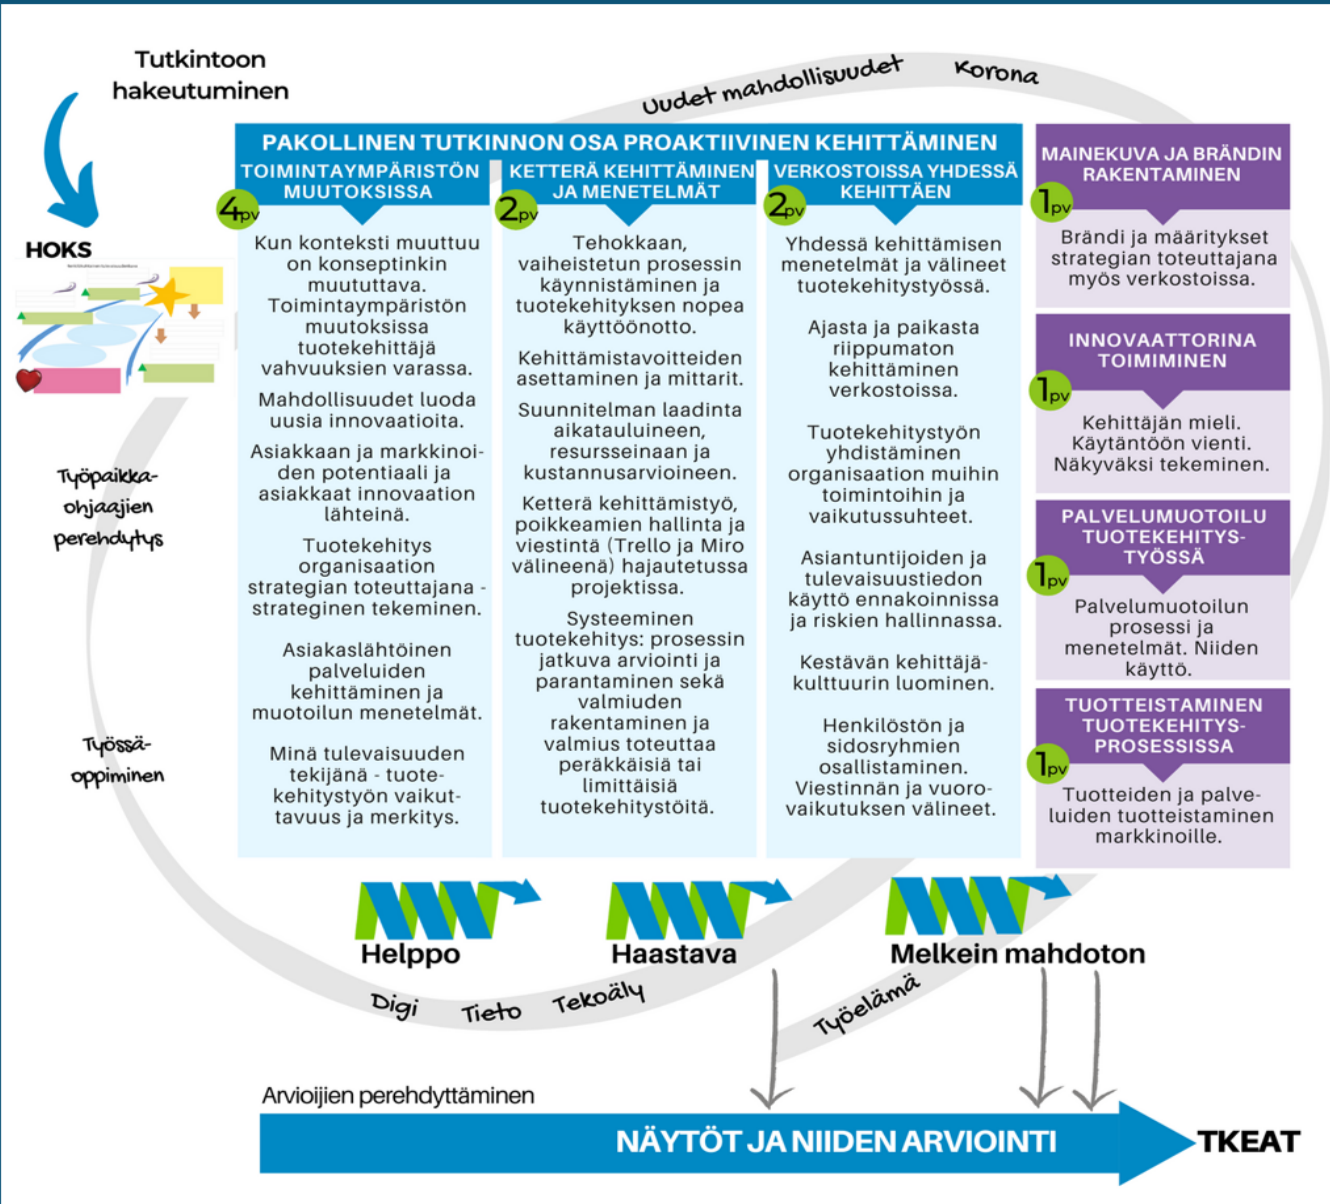 Tutkintoon
hakeutuminen
HOKS
Työpaikka-
ohjaajien
perehdytys
Työssä-
oppiminen
Uudet mahdollisuudet
Korona
PAKOLLINEN TUTKINNON OSA PROAKTIIVINEN KEHITTÄMINEN
TOIMINTAYMPÄRISTÖN
MUUTOKSISSA
4pv
Kun konteksti muuttuu
on konseptinkin
muututtava.
Toimintaympäristön
muutoksissa
tuotekehittäjä
vahvuuksien varassa.
Mahdollisuudet luoda
uusia innovaatioita.
Asiakkaan ja markkinoi-
den potentiaali ja
asiakkaat innovaation
lähteinä.
Tuotekehitys
organisaation
strategian toteuttajana -
strateginen tekeminen.
Asiakaslähtöinen
palveluiden
kehittäminen ja
muotoilun menetelmät.
Minä tulevaisuuden
tekijänä - tuote-
kehitystyön vaikut-
tavuus ja merkitys.
KETTERÄ KEHITTÄMINEN
JA MENETELMÄT
2pv
Tehokkaan,
vaiheistetun prosessin
käynnistäminen ja
tuotekehityksen nopea
käyttöönotto.
Kehittämistavoitteiden
asettaminen ja mittarit.
Suunnitelman laadinta
aikatauluineen,
resursseinaan ja
kustannusarvioineen.
Ketterä kehittämistyö,
poikkeamien hallinta ja
viestintä (Trello ja Miro
välineenä) hajautetussa
projektissa.
Systeeminen
tuotekehitys: prosessin
jatkuva arviointi ja
parantaminen sekä
valmiuden
rakentaminen ja
valmius toteuttaa
peräkkäisiä tai
limittäisiä
tuotekehitystöitä.
VERKOSTOISSA YHDESSÄ
KEHITTÄEN
2pv
Yhdessä kehittämisen
menetelmät ja välineet
tuotekehitystyössä.
Ajasta ja paikasta
riippumaton
kehittäminen
verkostoissa.
Tuotekehitystyön
yhdistäminen
organisaation muihin
toimintoihin ja
vaikutussuhteet.
Asiantuntijoiden ja
tulevaisuustiedon
käyttö ennakoinnissa
ja riskien hallinnassa.
Kestävän kehittäjä-
kulttuurin luominen.
Henkilöstön ja
sidosryhmien
osallistaminen.
Viestinnän ja vuoro-
vaikutuksen välineet.
MAINEKUVA JA BRÄNDIN
RAKENTAMINEN
1pv
Brändi ja määritykset
strategian toteuttajana
myös verkostoissa.
INNOVAATTORINA
TOIMIMINEN
1pv
Kehittäjän mieli.
Käytäntöön vienti.
Näkyväksi tekeminen.
PALVELUMUOTOILU
TUOTEKEHITYS-
TYÖSSÄ
1pv
Palvelumuotoilun
prosessi ja
menetelmät. Niiden
käyttö.
TUOTTEISTAMINEN
TUOTEKEHITYS-
PROSESSISSA
1pv
Tuotteiden ja palve-
luiden tuotteistaminen
markkinoille.
Helppo
Haastava
Melkein mahdoton
Digi
Tieto
Tekoäly
Työelämä
Arvioijien perehdyttäminen
NÄYTÖT JA NIIDEN ARVIOINTI
TKEAT